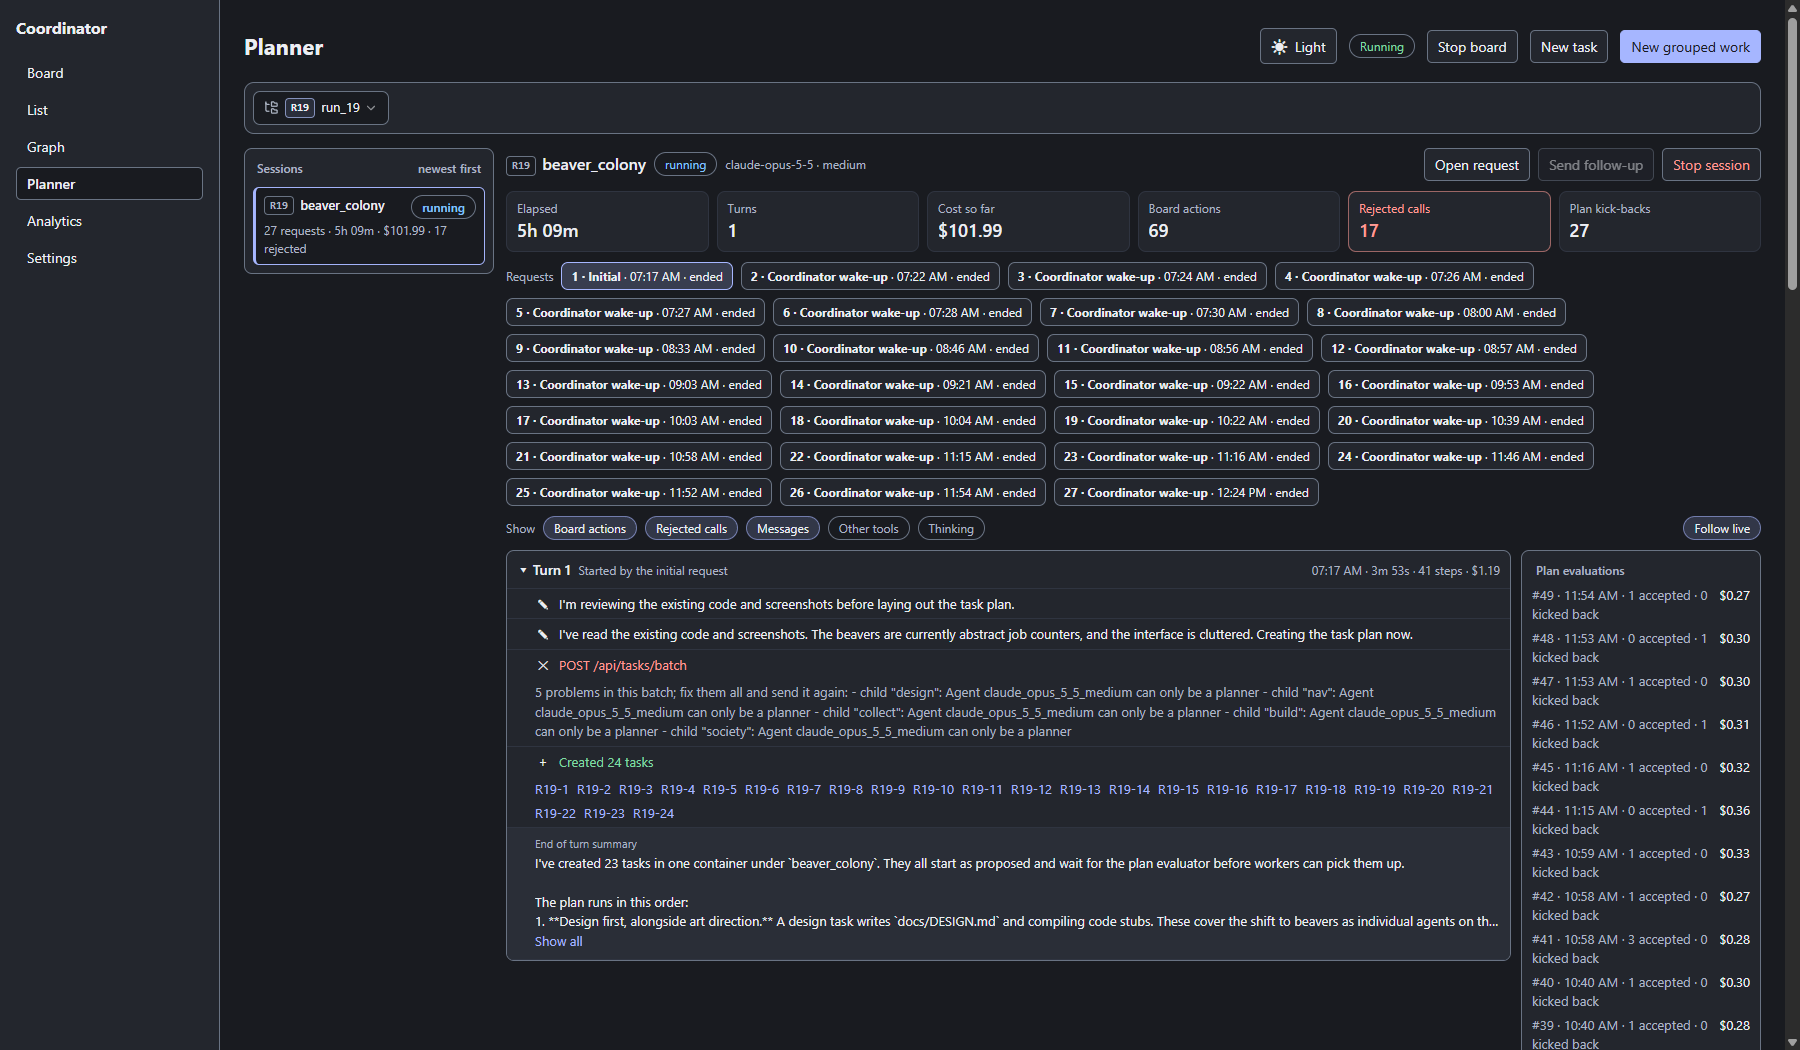 Coordinator
Board
List
Graph
Planner
Analytics
Settings
Planner
Light
Running
Stop board
New task
New grouped work
R19 run_19
Sessions
newest first
R19 beaver_colony running
27 requests · 5h 09m · $101.99 · 17
rejected
R19 beaver_colony running claude-opus-5-5 · medium
Open request
Send follow-up
Stop session
Elapsed
5h 09m
Turns
1
Cost so far
$101.99
Board actions
69
Rejected calls
17
Plan kick-backs
27
Requests 1 · Initial · 07:17 AM · ended 2 · Coordinator wake-up · 07:22 AM · ended 3 · Coordinator wake-up · 07:24 AM · ended 4 · Coordinator wake-up · 07:26 AM · ended
5 · Coordinator wake-up · 07:27 AM · ended 6 · Coordinator wake-up · 07:28 AM · ended 7 · Coordinator wake-up · 07:30 AM · ended 8 · Coordinator wake-up · 08:00 AM · ended
9 · Coordinator wake-up · 08:33 AM · ended 10 · Coordinator wake-up · 08:46 AM · ended 11 · Coordinator wake-up · 08:56 AM · ended 12 · Coordinator wake-up · 08:57 AM · ended
13 · Coordinator wake-up · 09:03 AM · ended 14 · Coordinator wake-up · 09:21 AM · ended 15 · Coordinator wake-up · 09:22 AM · ended 16 · Coordinator wake-up · 09:53 AM · ended
17 · Coordinator wake-up · 10:03 AM · ended 18 · Coordinator wake-up · 10:04 AM · ended 19 · Coordinator wake-up · 10:22 AM · ended 20 · Coordinator wake-up · 10:39 AM · ended
21 · Coordinator wake-up · 10:58 AM · ended 22 · Coordinator wake-up · 11:15 AM · ended 23 · Coordinator wake-up · 11:16 AM · ended 24 · Coordinator wake-up · 11:46 AM · ended
25 · Coordinator wake-up · 11:52 AM · ended 26 · Coordinator wake-up · 11:54 AM · ended 27 · Coordinator wake-up · 12:24 PM · ended
Show Board actions Rejected calls Messages Other tools Thinking
Follow live
Turn 1 Started by the initial request 07:17 AM · 3m 53s · 41 steps · $1.19
I'm reviewing the existing code and screenshots before laying out the task plan.
I've read the existing code and screenshots. The beavers are currently abstract job counters, and the interface is cluttered. Creating the task plan now.
POST /api/tasks/batch
5 problems in this batch; fix them all and send it again: - child "design": Agent claude_opus_5_5_medium can only be a planner - child "nav": Agent
claude_opus_5_5_medium can only be a planner - child "collect": Agent claude_opus_5_5_medium can only be a planner - child "build": Agent claude_opus_5_5_medium
can only be a planner - child "society": Agent claude_opus_5_5_medium can only be a planner
+ Created 24 tasks
R19-1 R19-2 R19-3 R19-4 R19-5 R19-6 R19-7 R19-8 R19-9 R19-10 R19-11 R19-12 R19-13 R19-14 R19-15 R19-16 R19-17 R19-18 R19-19 R19-20 R19-21
R19-22 R19-23 R19-24
End of turn summary
I've created 23 tasks in one container under `beaver_colony`. They all start as proposed and wait for the plan evaluator before workers can pick them up.
The plan runs in this order:
1. **Design first, alongside art direction.** A design task writes `docs/DESIGN.md` and compiling code stubs. These cover the shift to beavers as individual agents on th...
Show all
Plan evaluations
#49 · 11:54 AM · 1 accepted · 0 $0.27
kicked back
#48 · 11:53 AM · 0 accepted · 1 $0.30
kicked back
#47 · 11:53 AM · 1 accepted · 0 $0.30
kicked back
#46 · 11:52 AM · 0 accepted · 1 $0.31
kicked back
#45 · 11:16 AM · 1 accepted · 0 $0.32
kicked back
#44 · 11:15 AM · 0 accepted · 1 $0.36
kicked back
#43 · 10:59 AM · 1 accepted · 0 $0.33
kicked back
#42 · 10:58 AM · 1 accepted · 0 $0.27
kicked back
#41 · 10:58 AM · 3 accepted · 0 $0.28
kicked back
#40 · 10:40 AM · 1 accepted · 0 $0.30
kicked back
#39 · 10:40 AM · 1 accepted · 0 $0.28
kicked back